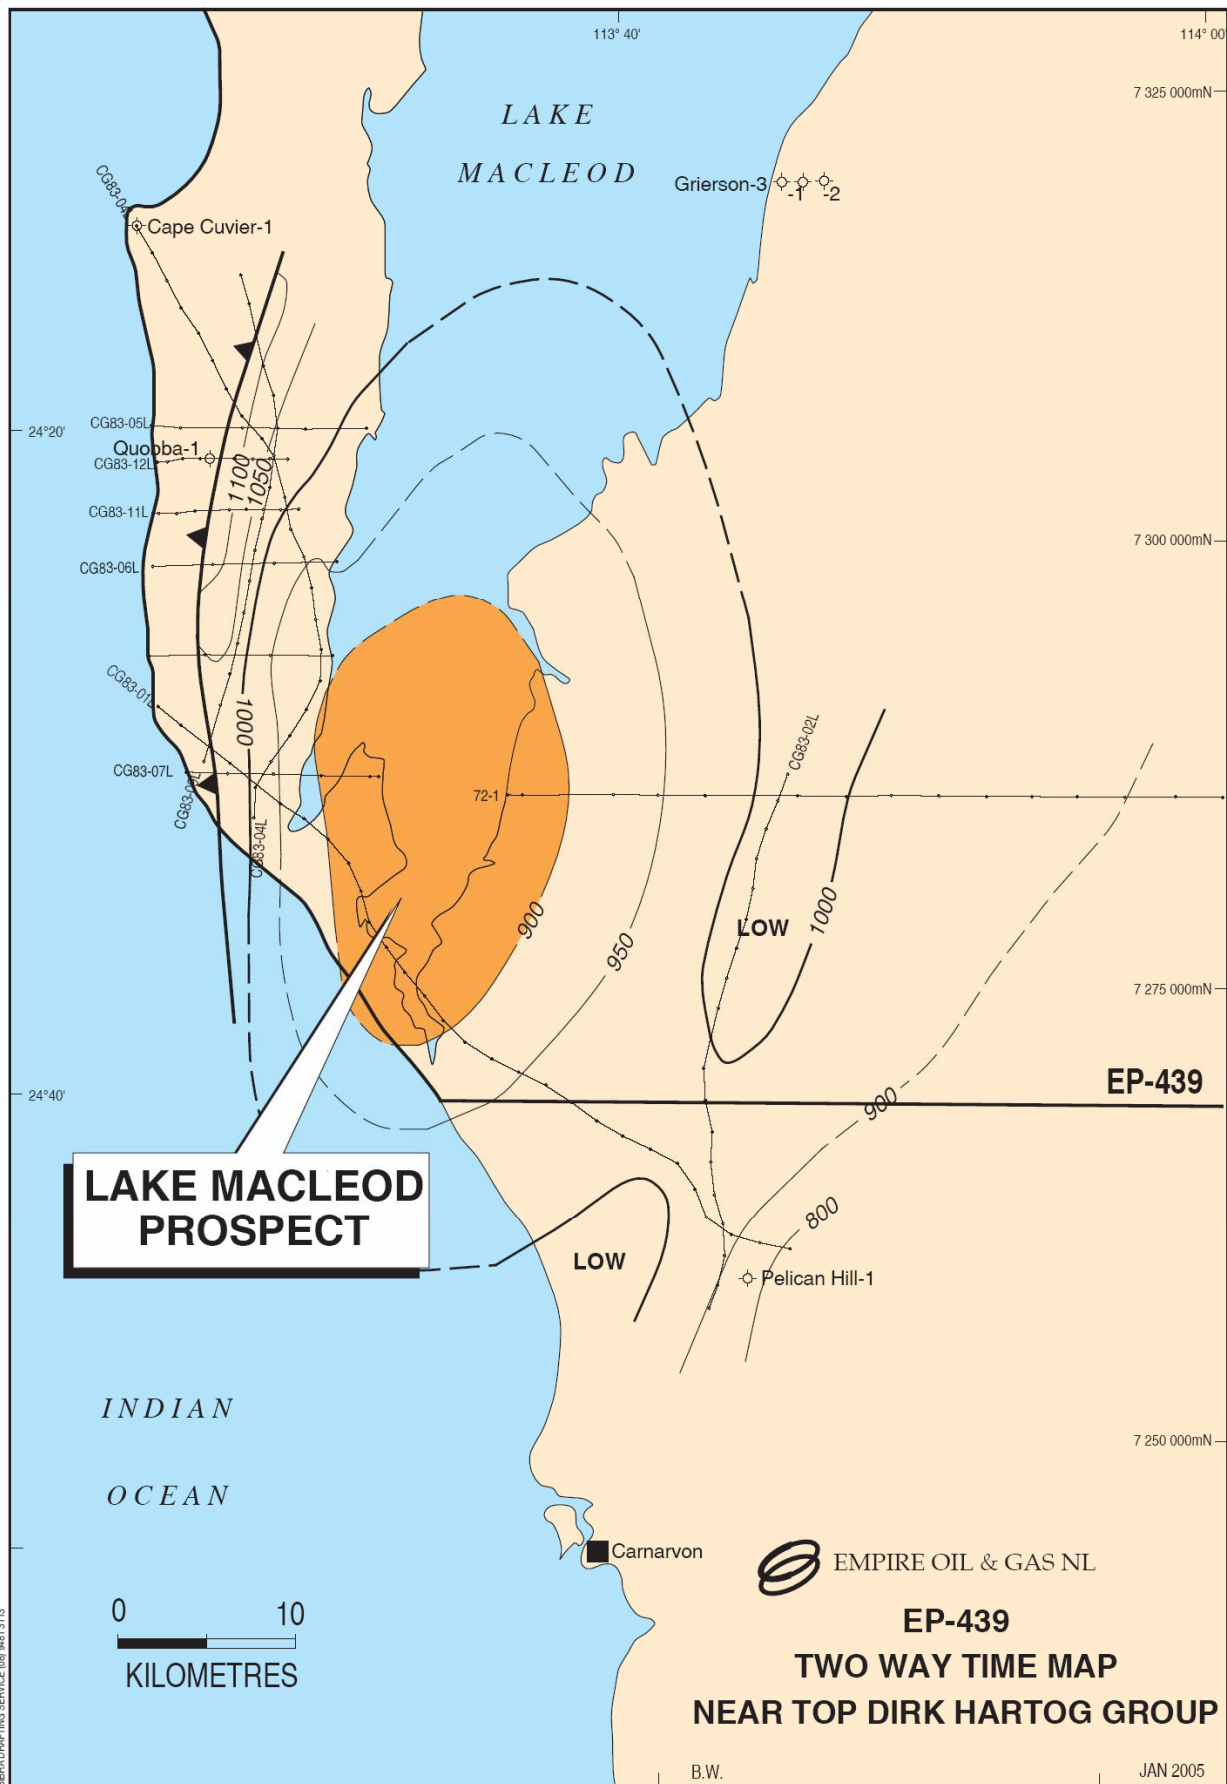 113° 40'
114° 00'
7 325 000mN
LAKE
MACLEOD
Grierson-3
-1
-2
CG83-04L
Cape Cuvier-1
CG83-05L
24°20'
Quobba-1
CG83-12L
1100
1050
CG83-11L
7 300 000mN
CG83-06L
CG83-01L
1000
CG83-02L
CG83-07L
72-1
CG83-04L
1000
900
LOW
950
7 275 000mN
EP-439
24°40'
900
LAKE MACLEOD
PROSPECT
800
LOW
Pelican Hill-1
INDIAN
7 250 000mN
OCEAN
Carnarvon
EMPIRE OIL & GAS NL
0
10
KILOMETRES
EP-439
TWO WAY TIME MAP
NEAR TOP DIRK HARTOG GROUP
B.W.
JAN 2005